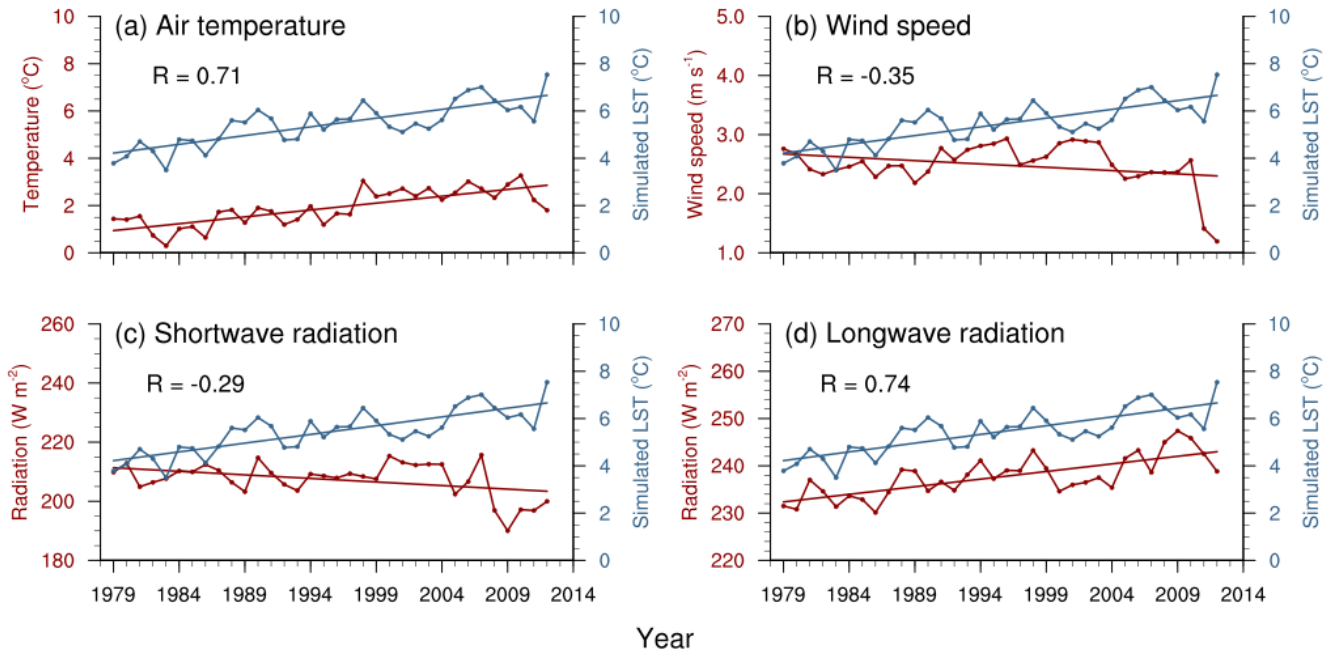 (a) Air temperature
R = 0.71
Temperature (°C)
10
8
6
4
2
0
Simulated LST (°C)
10
8
6
4
2
0
(b) Wind speed
R = -0.35
Wind speed (m s⁻¹)
5.0
4.0
3.0
2.0
1.0
Simulated LST (°C)
10
8
6
4
2
0
(c) Shortwave radiation
R = -0.29
Radiation (W m⁻²)
260
240
220
200
180
Simulated LST (°C)
10
8
6
4
2
0
1979 1984 1989 1994 1999 2004 2009 2014
(d) Longwave radiation
R = 0.74
Radiation (W m⁻²)
270
260
250
240
230
220
Simulated LST (°C)
10
8
6
4
2
0
1979 1984 1989 1994 1999 2004 2009 2014
Year